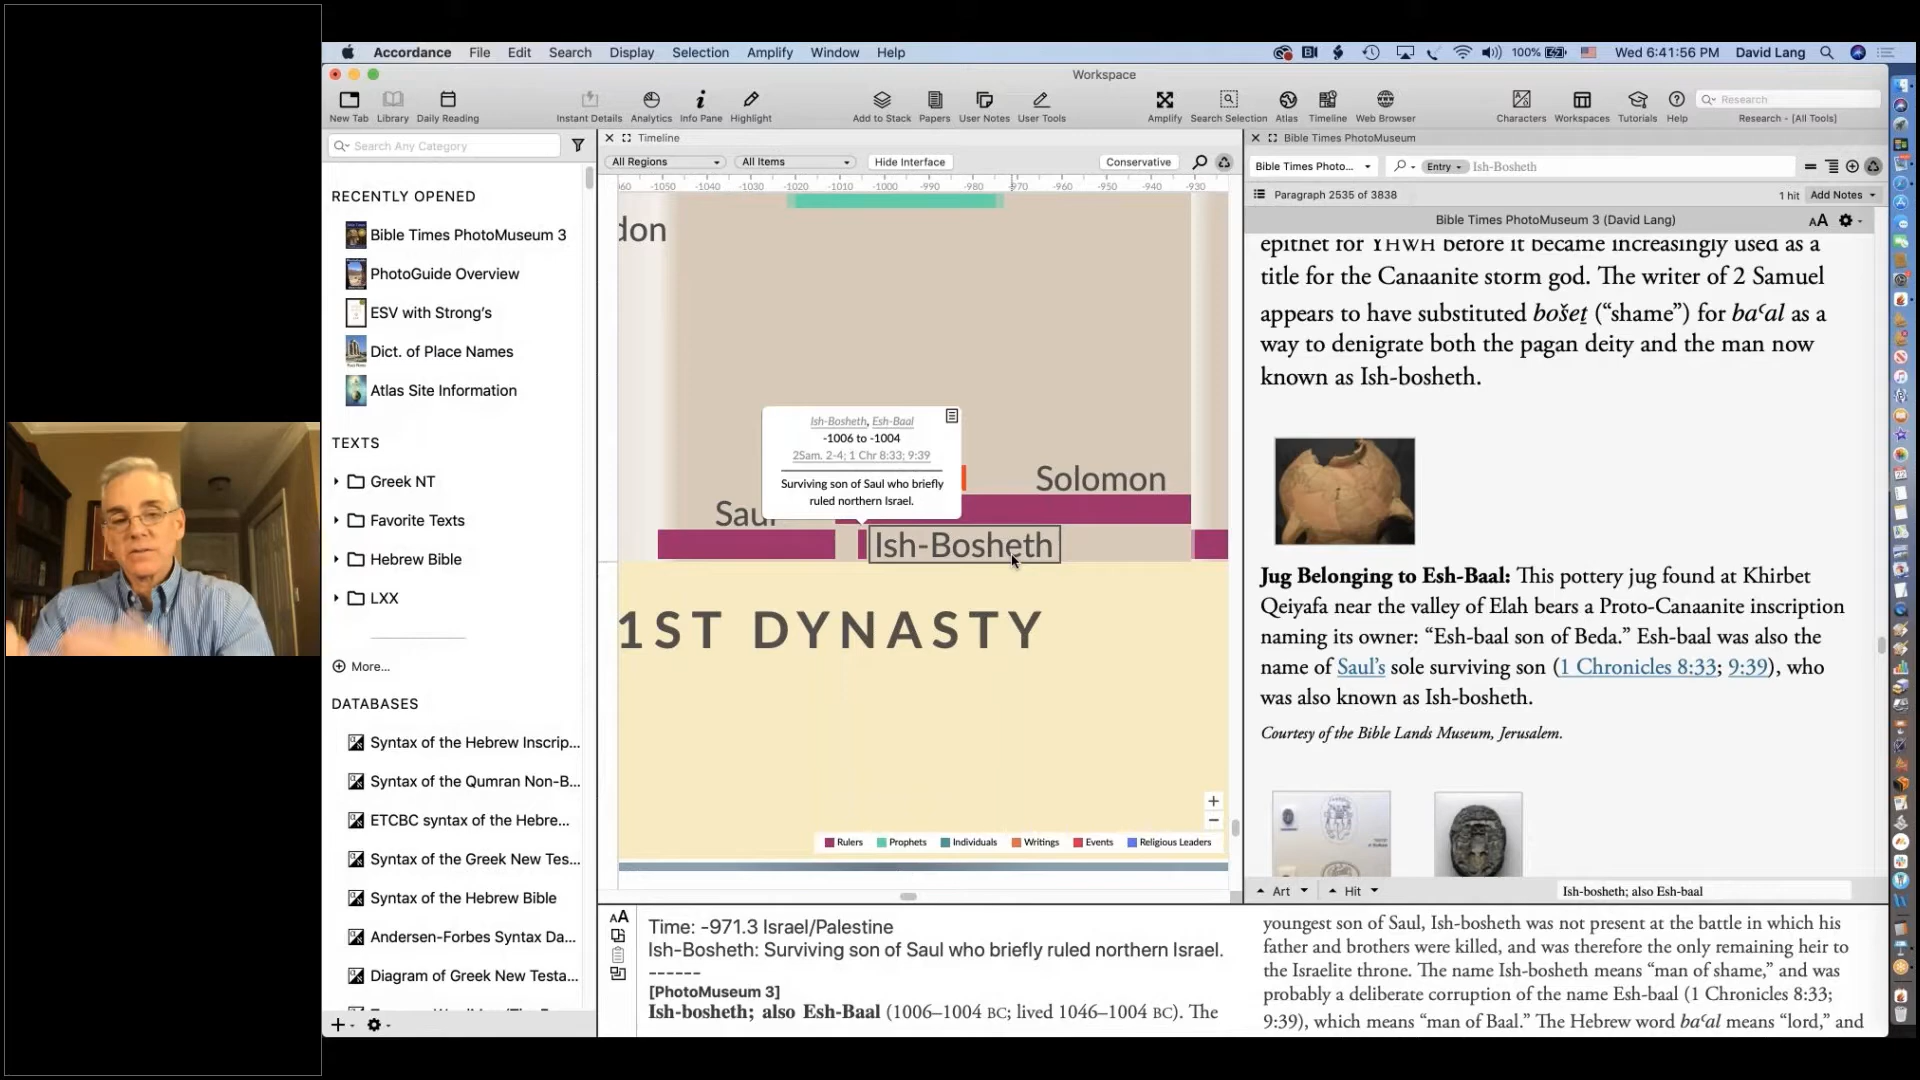 Accordance File Edit Search Display Selection Amplify Window Help 100% Wed 6:41:56 PM David Lang
Workspace
New Tab Library Daily Reading Instant Details Analytics Info Pane Highlight Add to Stack Papers User Notes User Tools Amplify Search Selection Atlas Timeline Web Browser Characters Workspaces Tutorials Help Research - [All Tools]
Research
Search Any Category
RECENTLY OPENED
Bible Times PhotoMuseum 3
PhotoGuide Overview
ESV with Strong's
Dict. of Place Names
Atlas Site Information
TEXTS
Greek NT
Favorite Texts
Hebrew Bible
LXX
More...
DATABASES
Syntax of the Hebrew Inscrip...
Syntax of the Qumran Non-B...
ETCBC syntax of the Hebre...
Syntax of the Greek New Tes...
Syntax of the Hebrew Bible
Andersen-Forbes Syntax Da...
Diagram of Greek New Testa...
Timeline
All Regions All Items Hide Interface Conservative
-1050 -1040 -1030 -1020 -1010 -1000 -990 -980 -970 -960 -950 -940 -930
don
Ish-Bosheth, Esh-Baal
-1006 to -1004
2Sam. 2-4; 1 Chr 8:33; 9:39
Surviving son of Saul who briefly
ruled northern Israel.
Solomon
Saul
Ish-Bosheth
1ST DYNASTY
Rulers Prophets Individuals Writings Events Religious Leaders
AA Time: -971.3 Israel/Palestine
Ish-Bosheth: Surviving son of Saul who briefly ruled northern Israel.
------
[PhotoMuseum 3]
Ish-bosheth; also Esh-Baal (1006–1004 BC; lived 1046–1004 BC). The
Bible Times PhotoMuseum
Bible Times Photo... Entry Ish-Bosheth
Paragraph 2535 of 3838 1 hit Add Notes
Bible Times PhotoMuseum 3 (David Lang) AA
epithet for YHWH before it became increasingly used as a
title for the Canaanite storm god. The writer of 2 Samuel
appears to have substituted bošeṯ (“shame”) for baʿal as a
way to denigrate both the pagan deity and the man now
known as Ish-bosheth.
Jug Belonging to Esh-Baal: This pottery jug found at Khirbet
Qeiyafa near the valley of Elah bears a Proto-Canaanite inscription
naming its owner: “Esh-baal son of Beda.” Esh-baal was also the
name of Saul’s sole surviving son (1 Chronicles 8:33; 9:39), who
was also known as Ish-bosheth.
Courtesy of the Bible Lands Museum, Jerusalem.
Art Hit Ish-bosheth; also Esh-baal
youngest son of Saul, Ish-bosheth was not present at the battle in which his
father and brothers were killed, and was therefore the only remaining heir to
the Israelite throne. The name Ish-bosheth means “man of shame,” and was
probably a deliberate corruption of the name Esh-baal (1 Chronicles 8:33;
9:39), which means “man of Baal.” The Hebrew word baʿal means “lord,” and